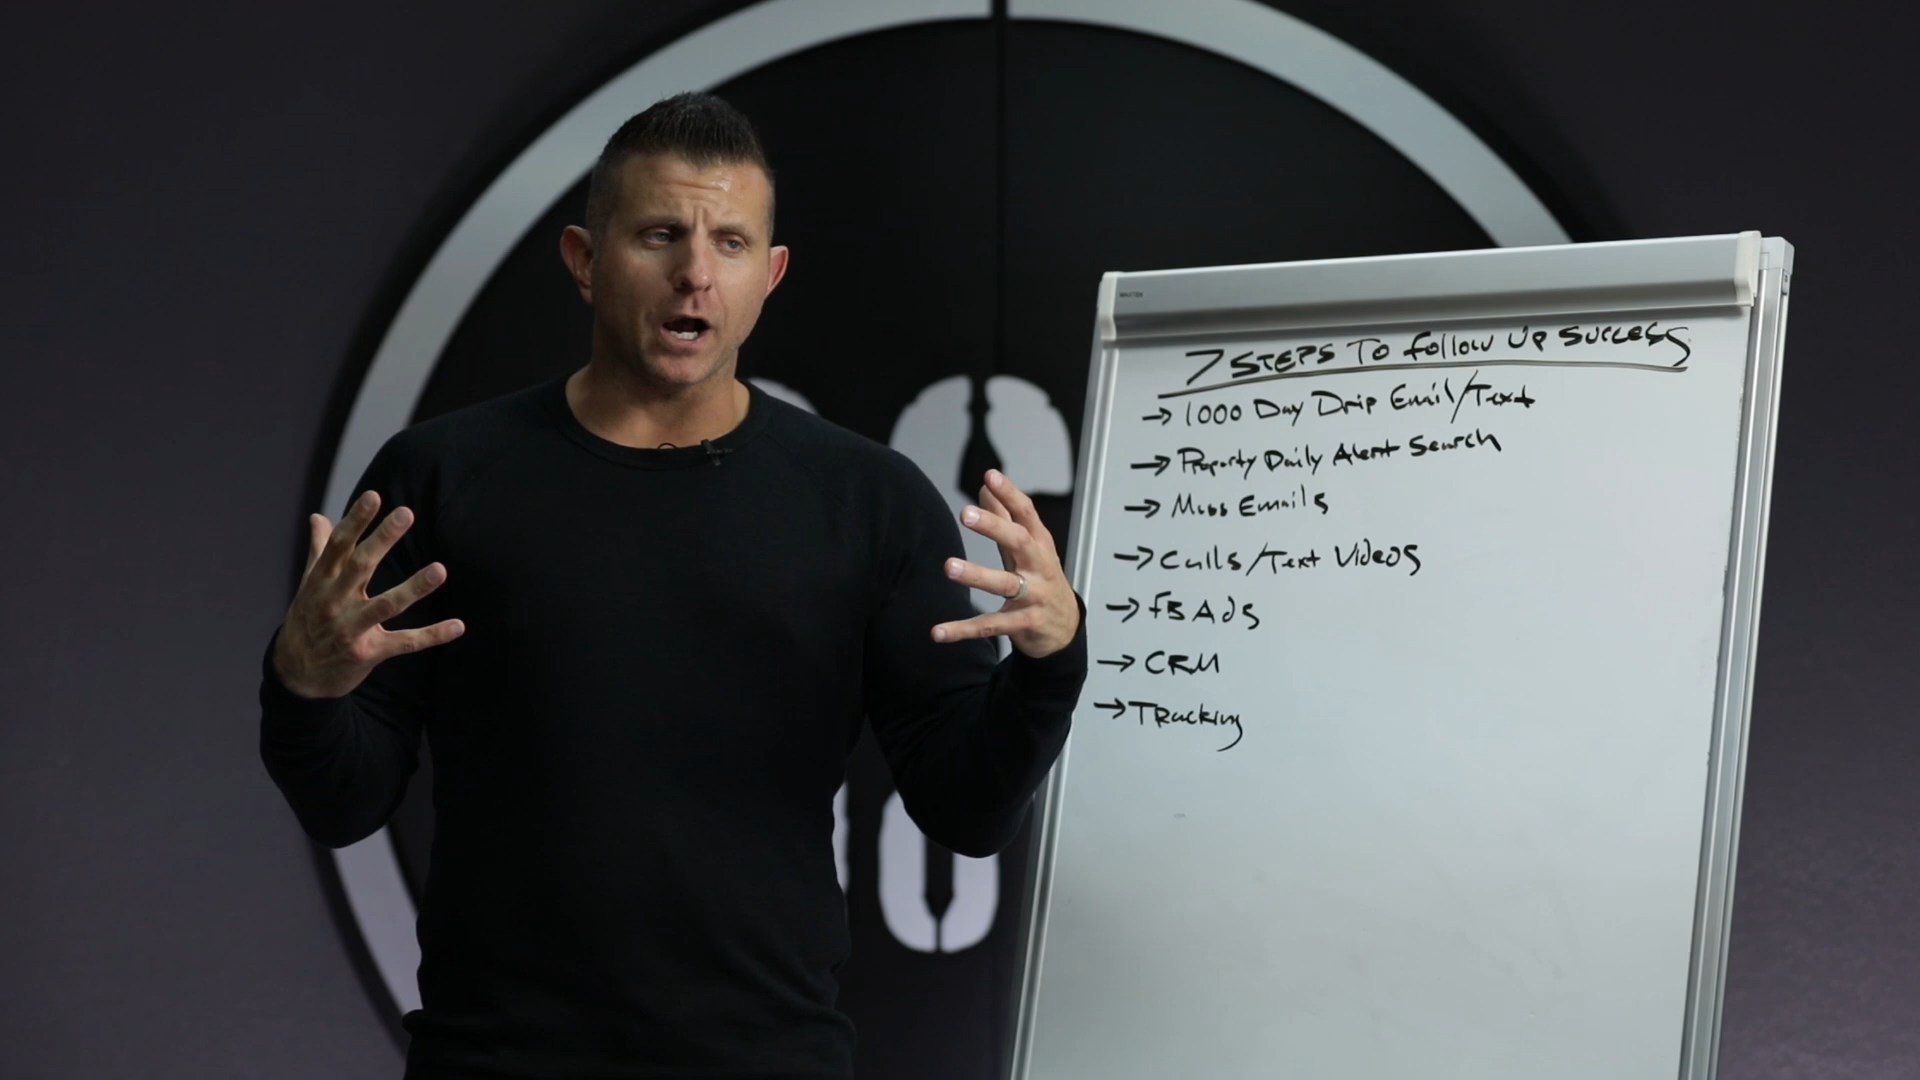 7 STEPS TO Follow UP SUCCESS
→ 1000 Day Drip Email/Text
→ Property Daily Alert Search
→ Mass Emails
→ Calls/Text Videos
→ FB Ads
→ CRM
→ TRacking